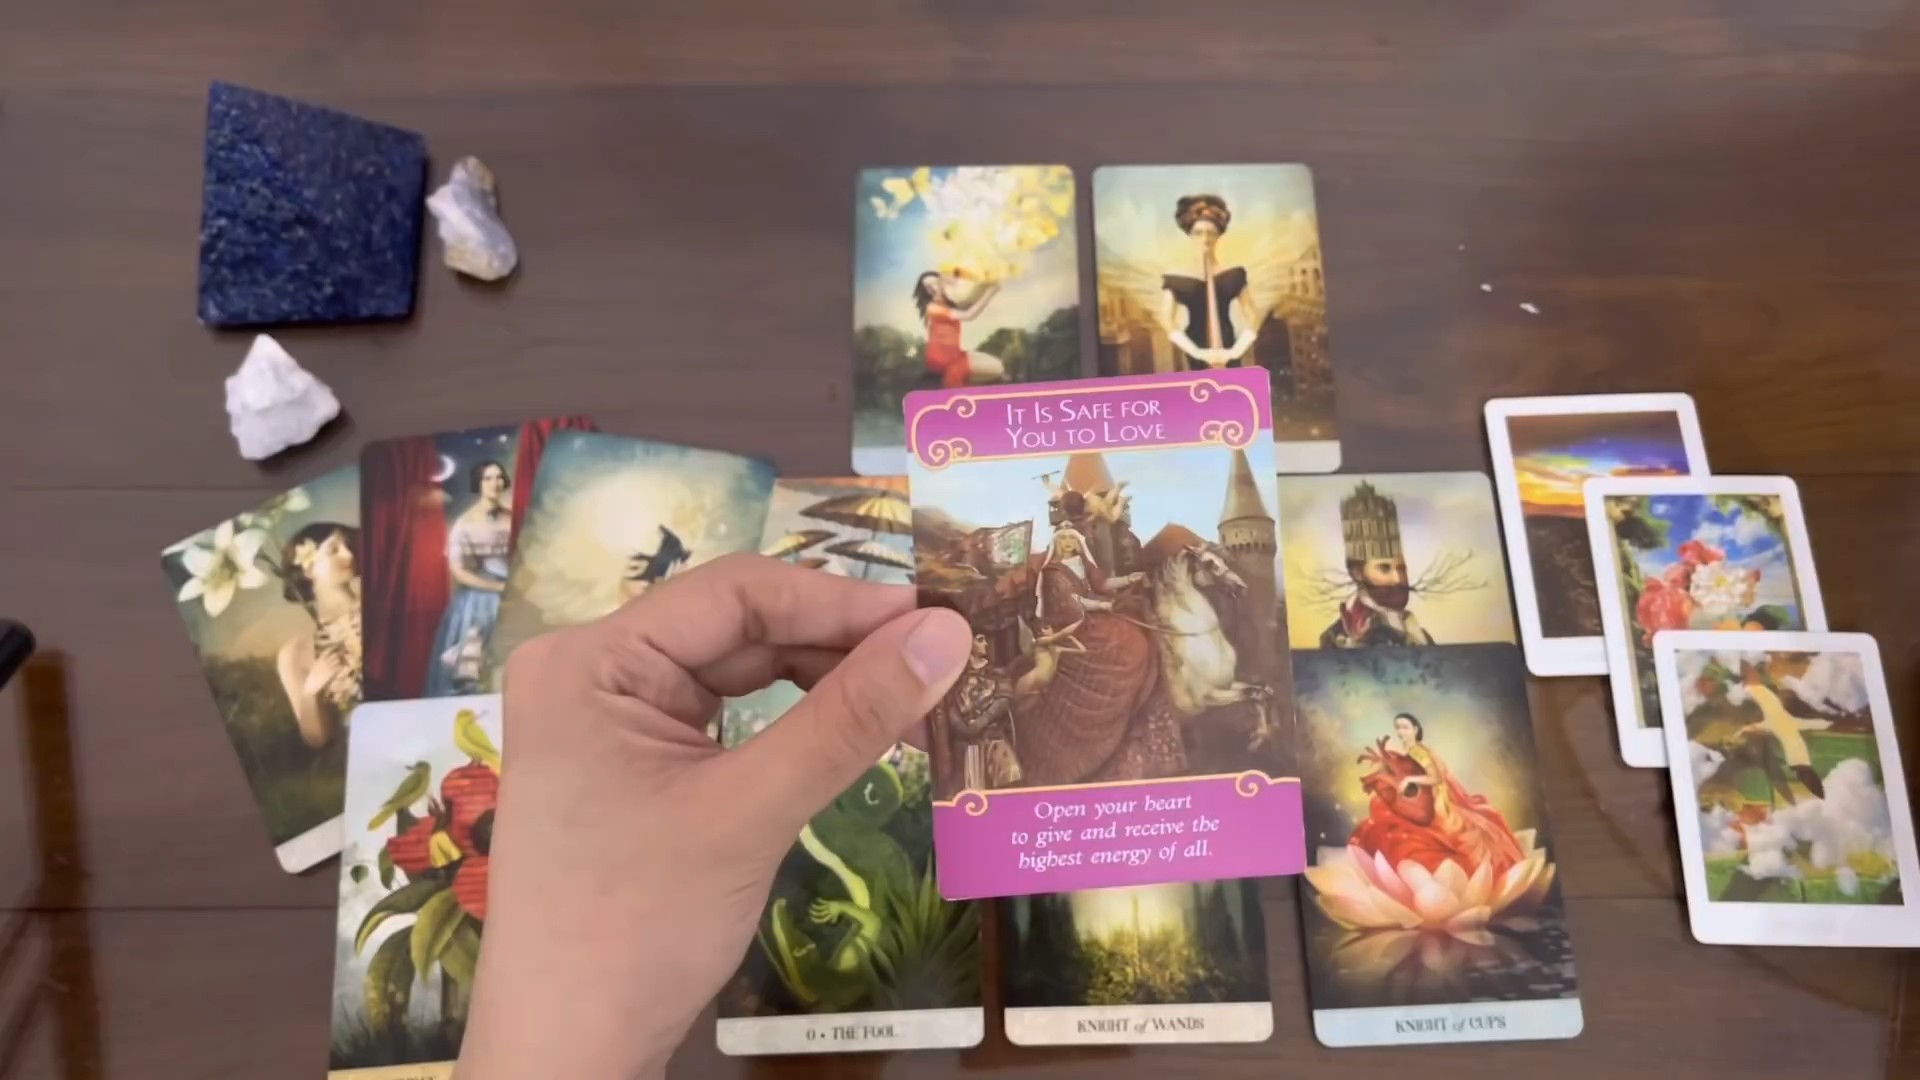 It Is Safe for
You to Love
Open your heart
to give and receive the
highest energy of all.
0 • THE FOOL
KNIGHT of WANDS
KNIGHT of CUPS